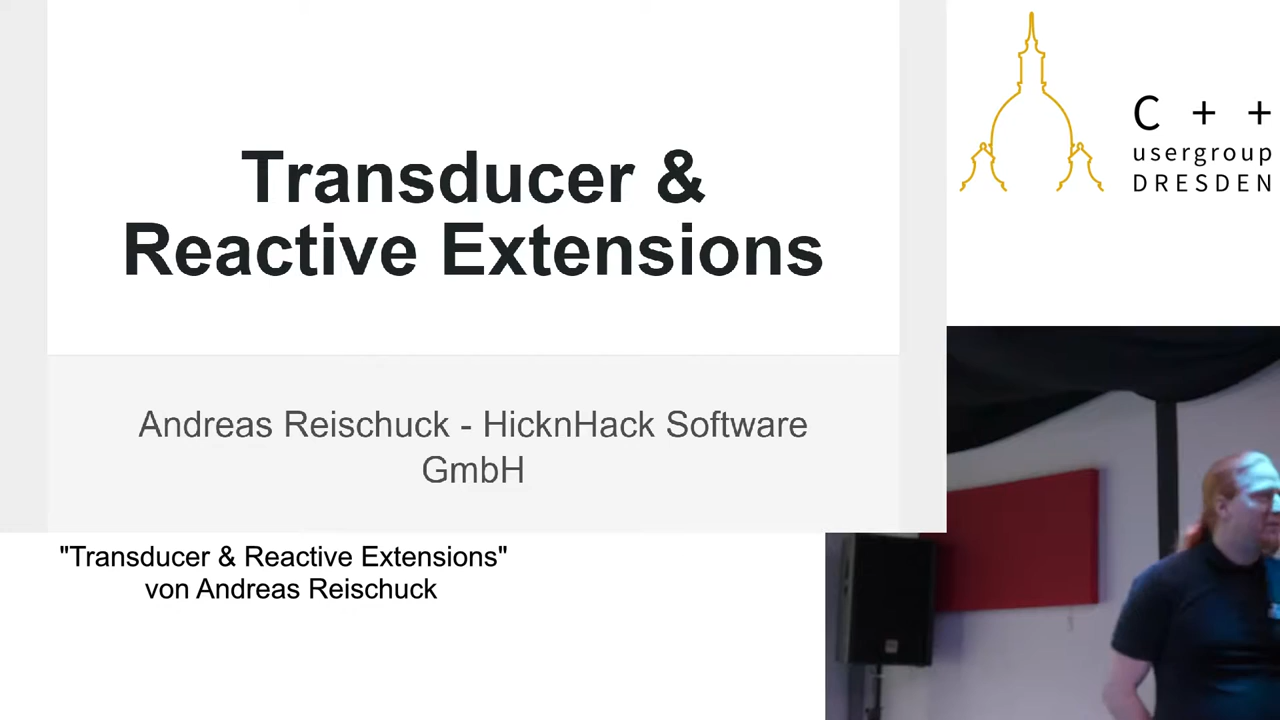 Transducer &
Reactive Extensions
Andreas Reischuck - HicknHack Software
GmbH
"Transducer & Reactive Extensions"
von Andreas Reischuck
C + +
usergroup
DRESDEN